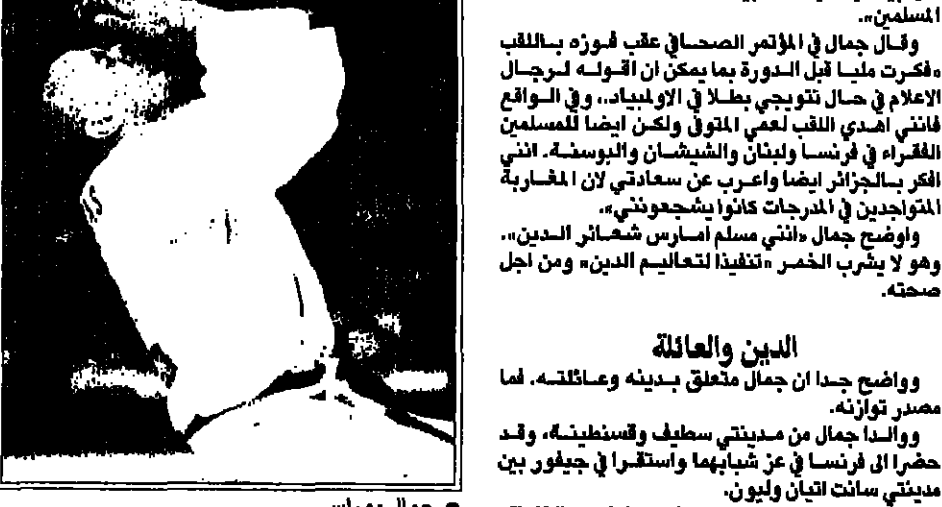 المسلمين».
وقال جمال في المؤتمر الصحافي عقب فوزه باللقب
«فكرت مليا قبل الدورة بما يمكن ان اقوله لرجال
الاعلام في حال تتويجي بطلا في الاولمبياد.. وفي الواقع
فانني اهدي اللقب لعمي المتوفى ولكن ايضا للمسلمين
الفقراء في فرنسا ولبنان والشيشان والبوسنة. انني
افكر بالجزائر ايضا واعرب عن سعادتي لان المغاربة
المتواجدين في المدرجات كانوا يشجعونني».
واوضح جمال «انني مسلم امارس شعائر الدين»،
وهو لا يشرب الخمر «تنفيذا لتعاليم الدين» ومن اجل
صحته.
الدين والعائلة
وواضح جدا ان جمال متعلق بدينه وعائلته، فما
مصدر توازنه.
ووالدا جمال من مدينتي سطيف وقسنطينة، وقد
حضرا الى فرنسا في عز شبابهما واستقرا في جيفور بين
مدينتي سانت اتيان وليون.
جمال